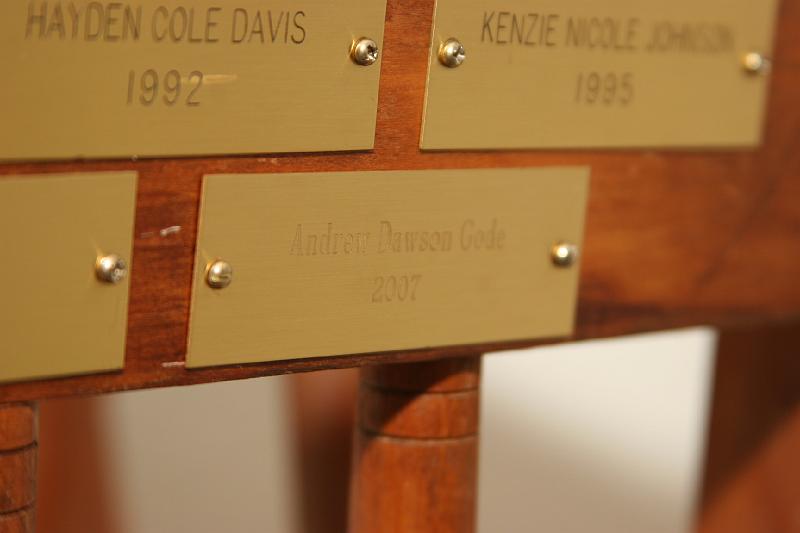 HAYDEN COLE DAVIS
1992
KENZIE NICOLE JOHNSON
1995
Andrew Dawson Gode
2007